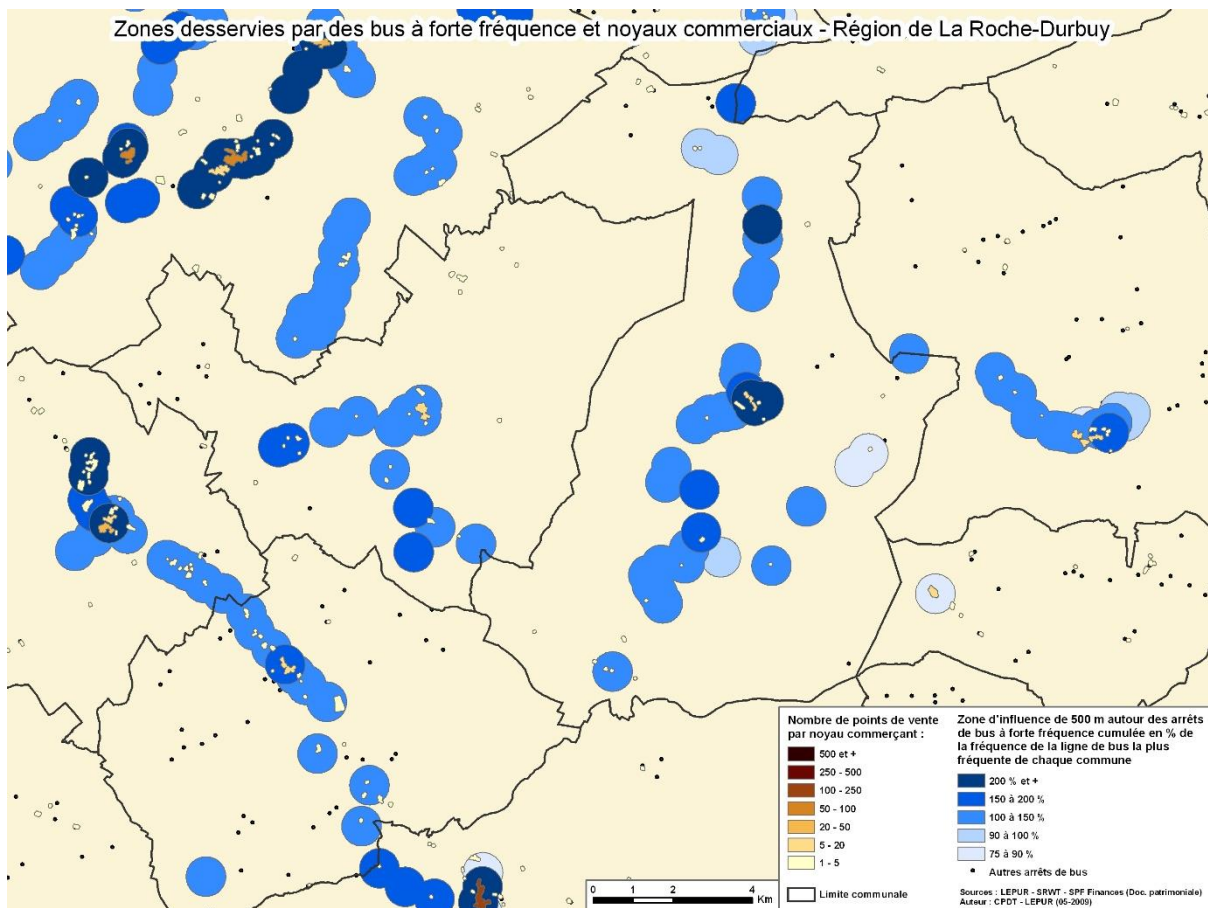 Zones desservies par des bus à forte fréquence et noyaux commerciaux - Région de La Roche-Durbuy
Nombre de points de vente
par noyau commerçant :
500 et +
250 - 500
100 - 250
50 - 100
20 - 50
5 - 20
1 - 5
Limite communale
Zone d'influence de 500 m autour des arrêts
de bus à forte fréquence cumulée en % de
la fréquence de la ligne de bus la plus
fréquente de chaque commune
200 % et +
150 à 200 %
100 à 150 %
90 à 100 %
75 à 90 %
Autres arrêts de bus
Sources : LEPUR - SRWT - SPF Finances (Doc. patrimoniale)
Auteur : CPDT - LEPUR (05-2009)
0 2 4
Km